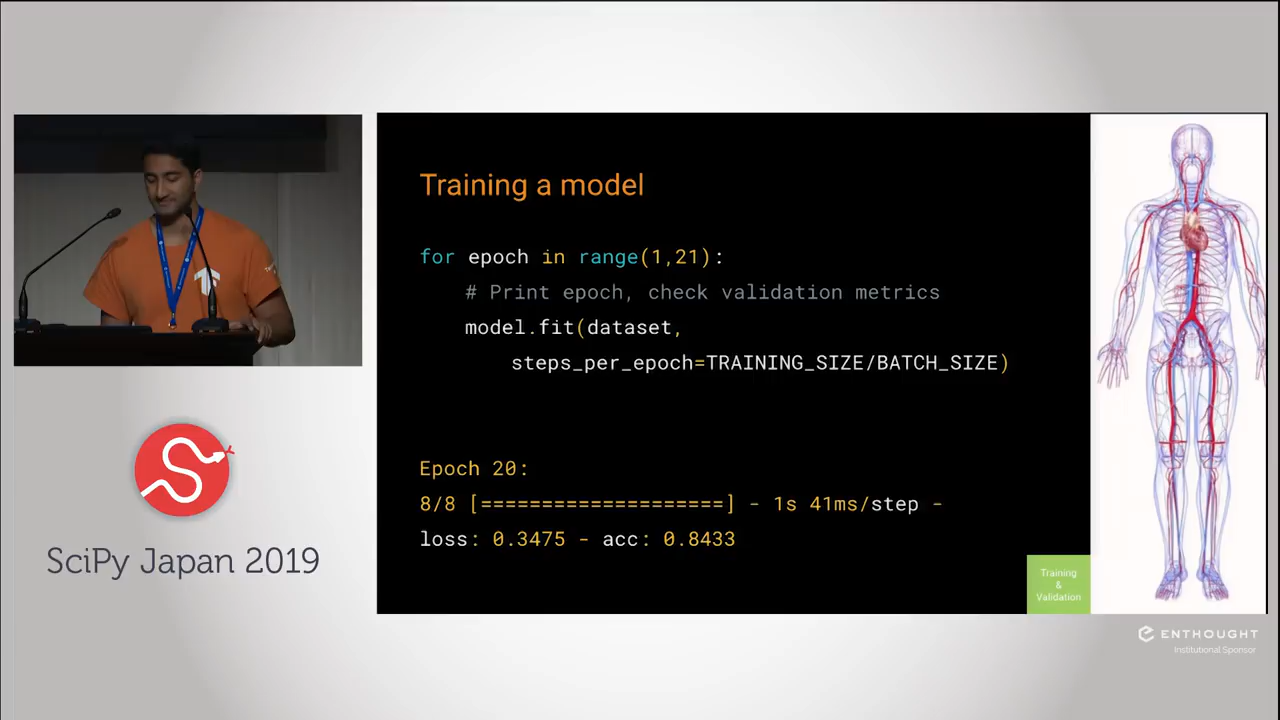 Training a model
for epoch in range(1,21):
# Print epoch, check validation metrics
model.fit(dataset,
steps_per_epoch=TRAINING_SIZE/BATCH_SIZE)
Epoch 20:
8/8 [====================] - 1s 41ms/step -
loss: 0.3475 - acc: 0.8433
Training
&
Validation
SciPy Japan 2019
ENTHOUGHT
Institutional Sponsor